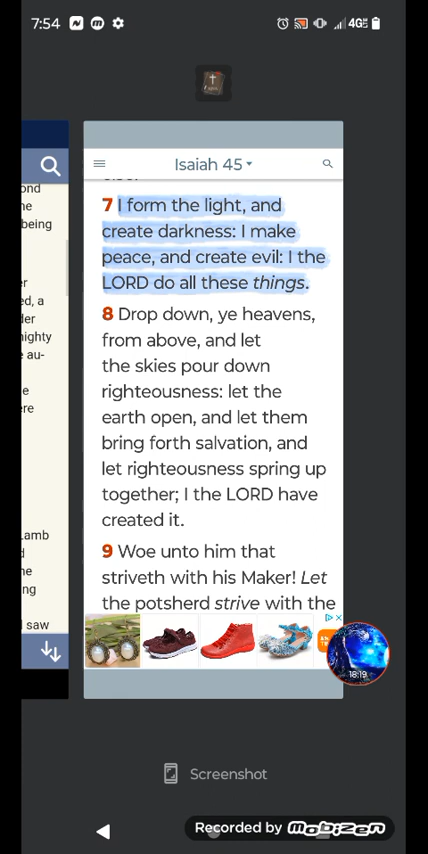 7:54
4G
Isaiah 45
7 I form the light, and
create darkness: I make
peace, and create evil: I the
LORD do all these things.
8 Drop down, ye heavens,
from above, and let
the skies pour down
righteousness: let the
earth open, and let them
bring forth salvation, and
let righteousness spring up
together; I the LORD have
created it.
9 Woe unto him that
striveth with his Maker! Let
the potsherd strive with the
being
ed, a
saw
18:19
Screenshot
Recorded by Mobizen